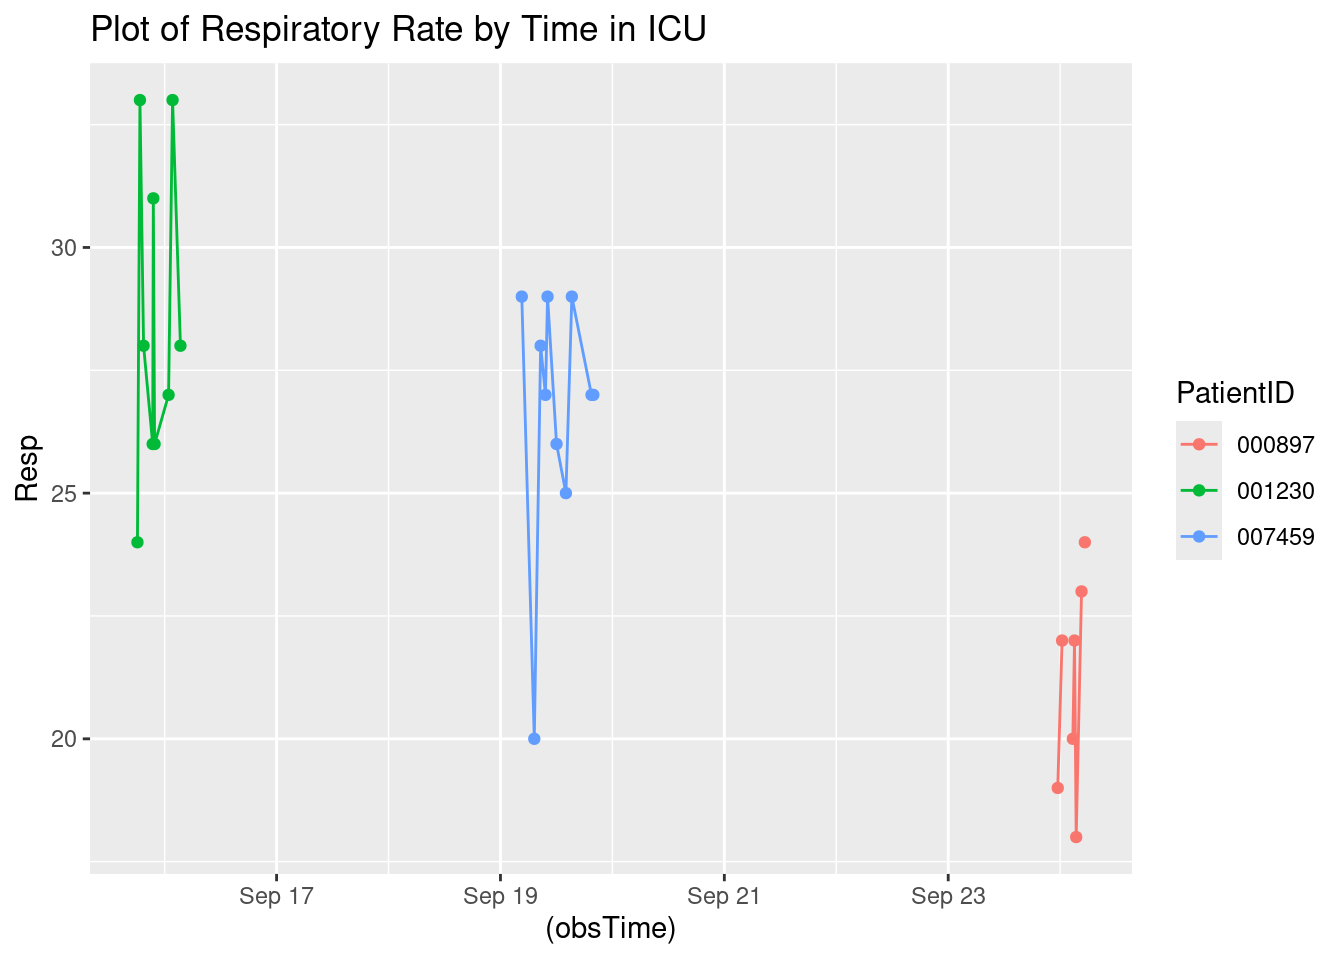 Plot of Respiratory Rate by Time in ICU
30
25
20
Resp
Sep 17 Sep 19 Sep 21 Sep 23
(obsTime)
PatientID
000897
001230
007459